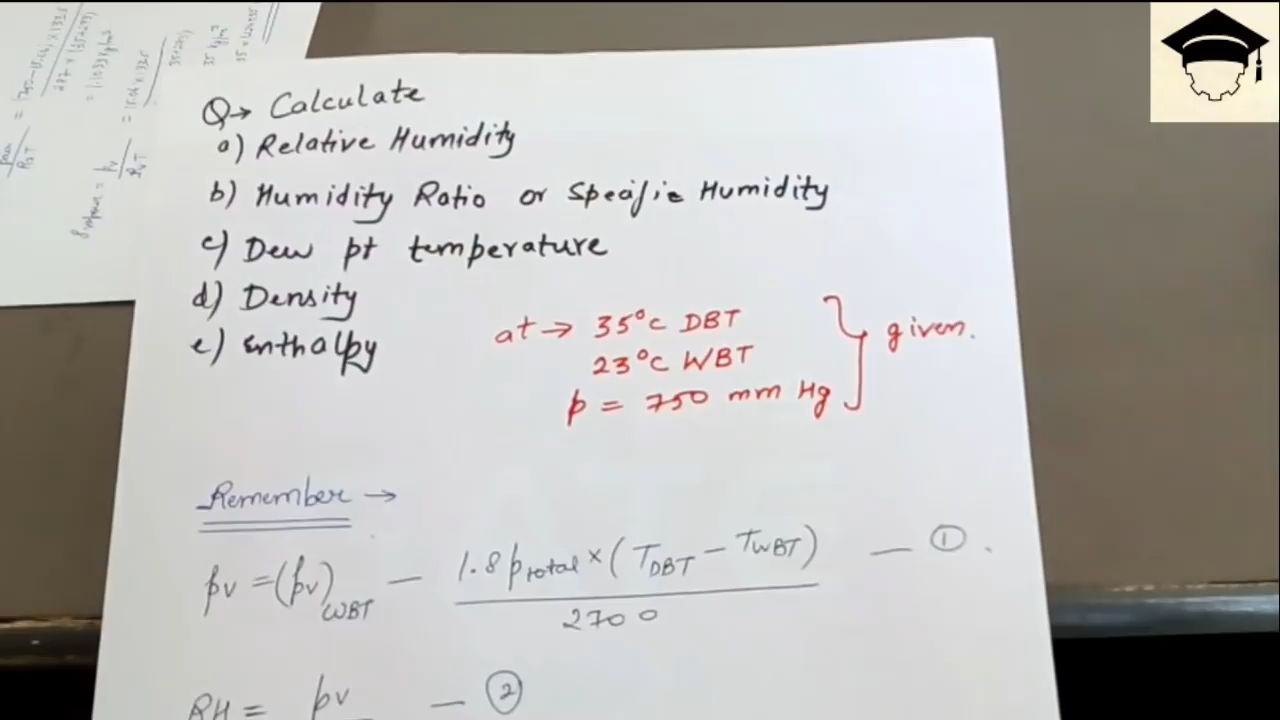 Q→ Calculate
a) Relative Humidity
b) Humidity Ratio or Specific Humidity
c) Dew pt temperature
d) Density
e) Enthalpy
at → 35°C DBT
23°C WBT
p = 750 mm Hg
given.
Remember →
pv = (pv)WBT — 1.8 ptotal × (TDBT — TWBT) / 2700 — ①.
RH = pv — ②